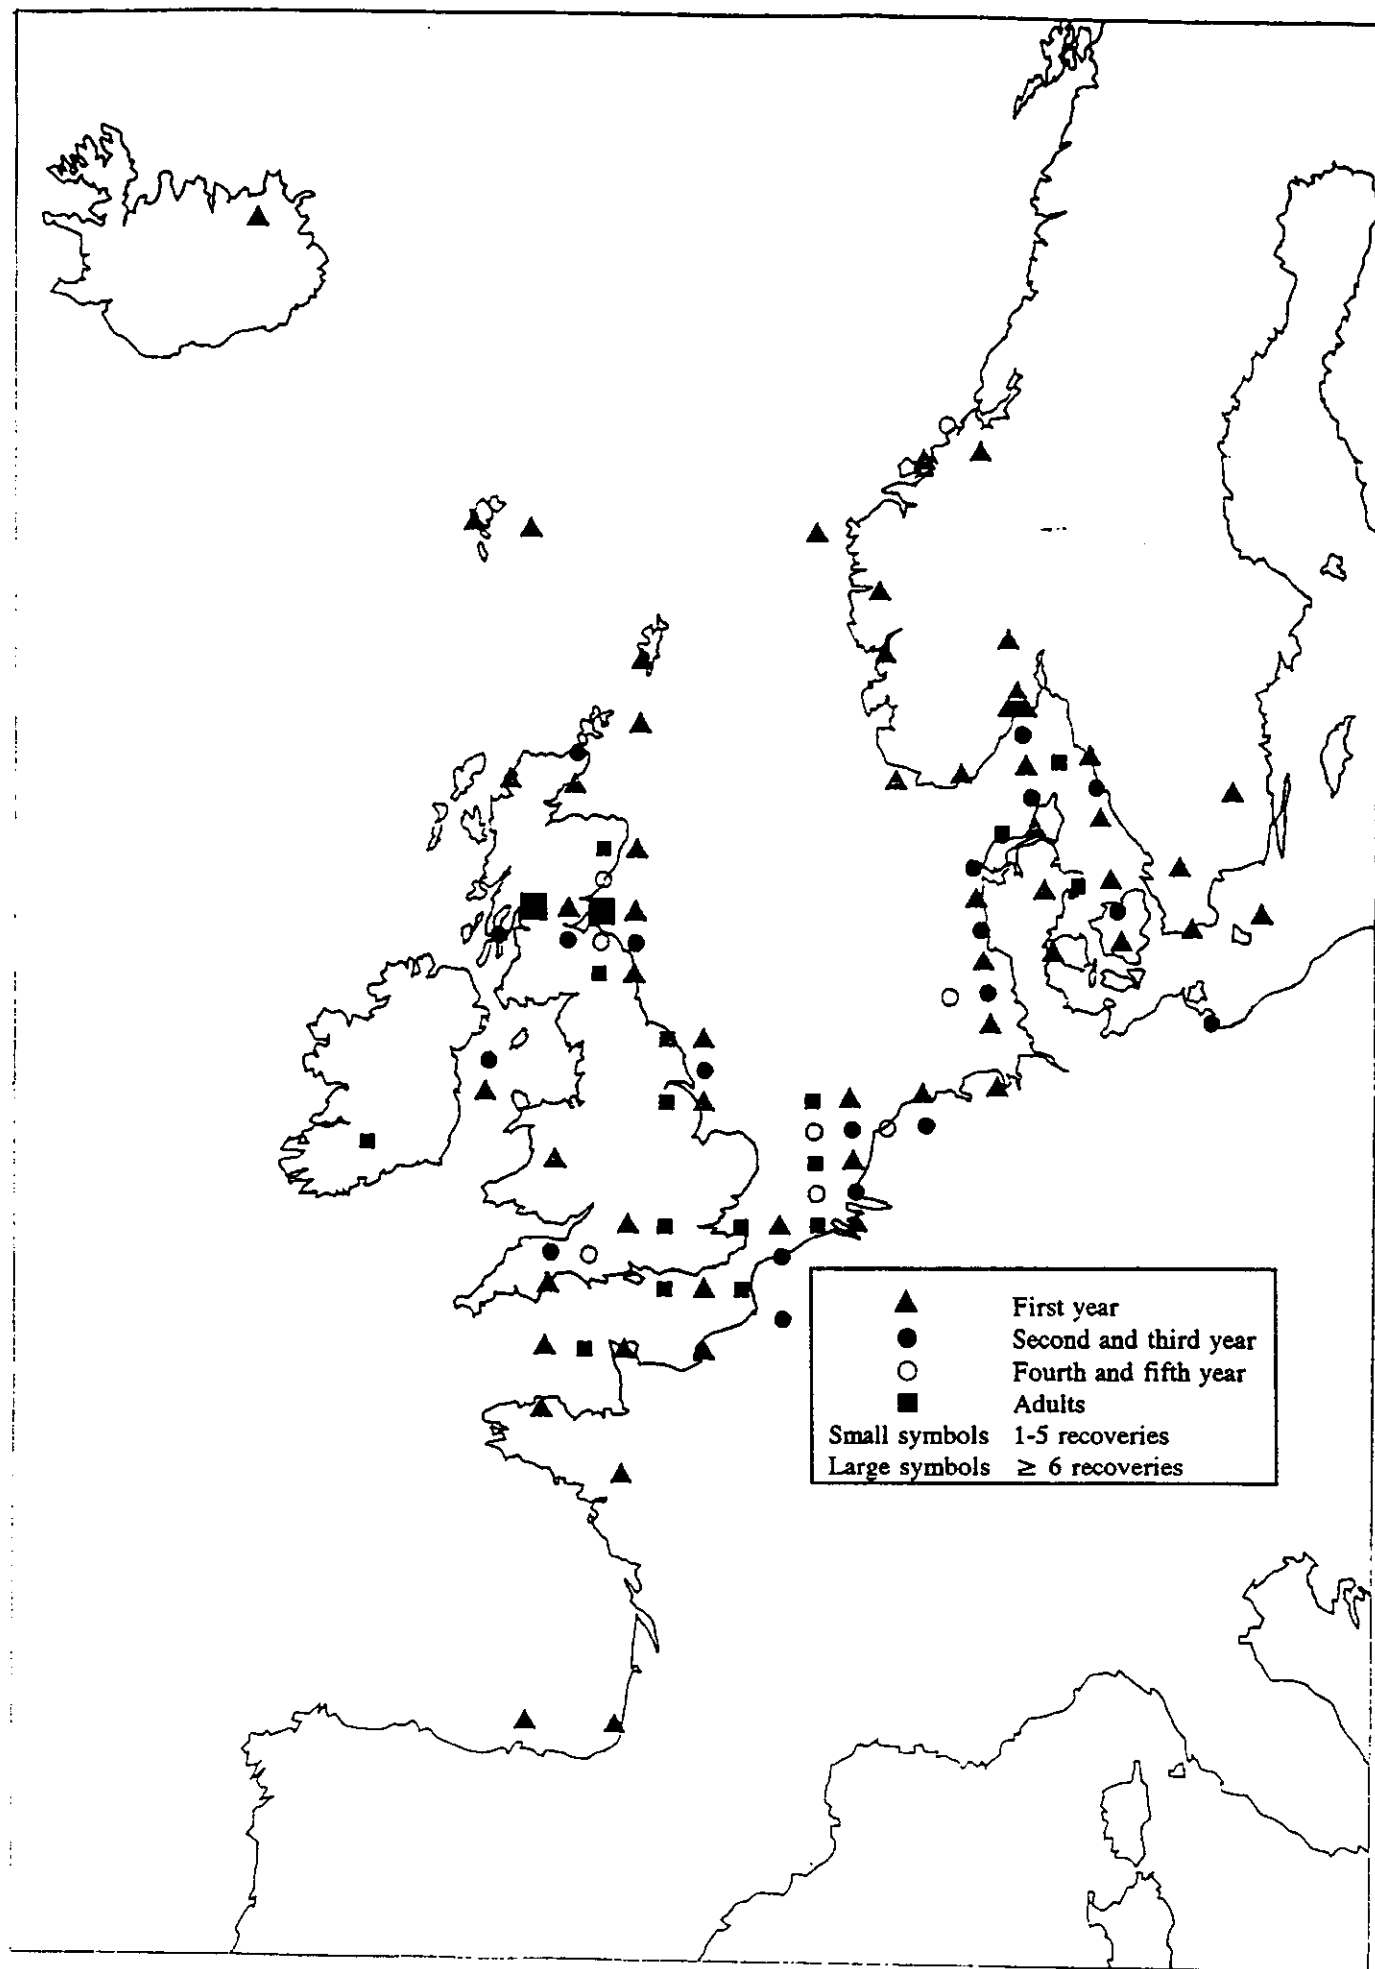 First year
Second and third year
Fourth and fifth year
Adults
Small symbols 1-5 recoveries
Large symbols ≥ 6 recoveries